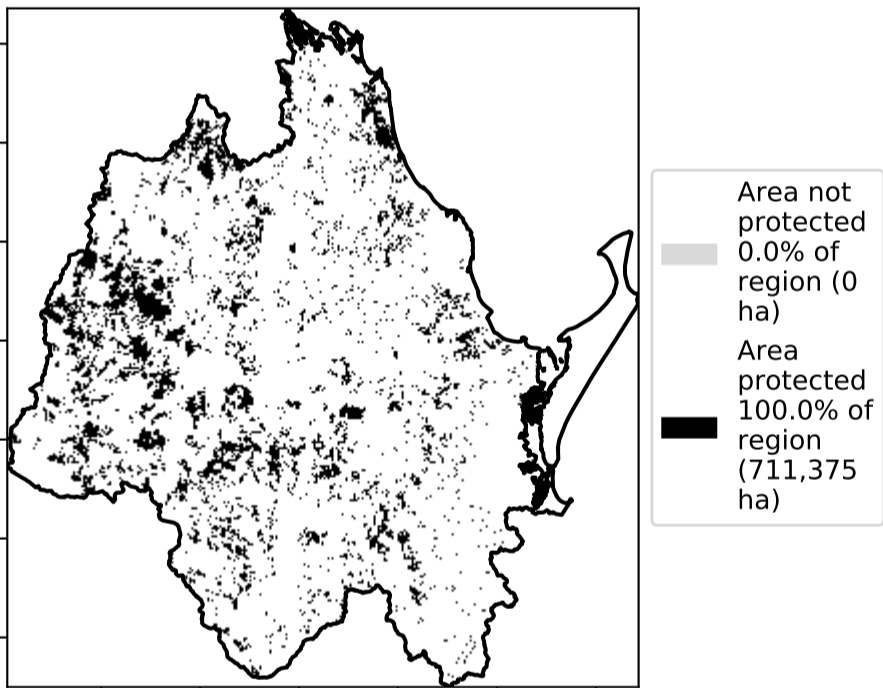 Area not
protected
0.0% of
region (0
ha)
Area
protected
100.0% of
region
(711,375
ha)